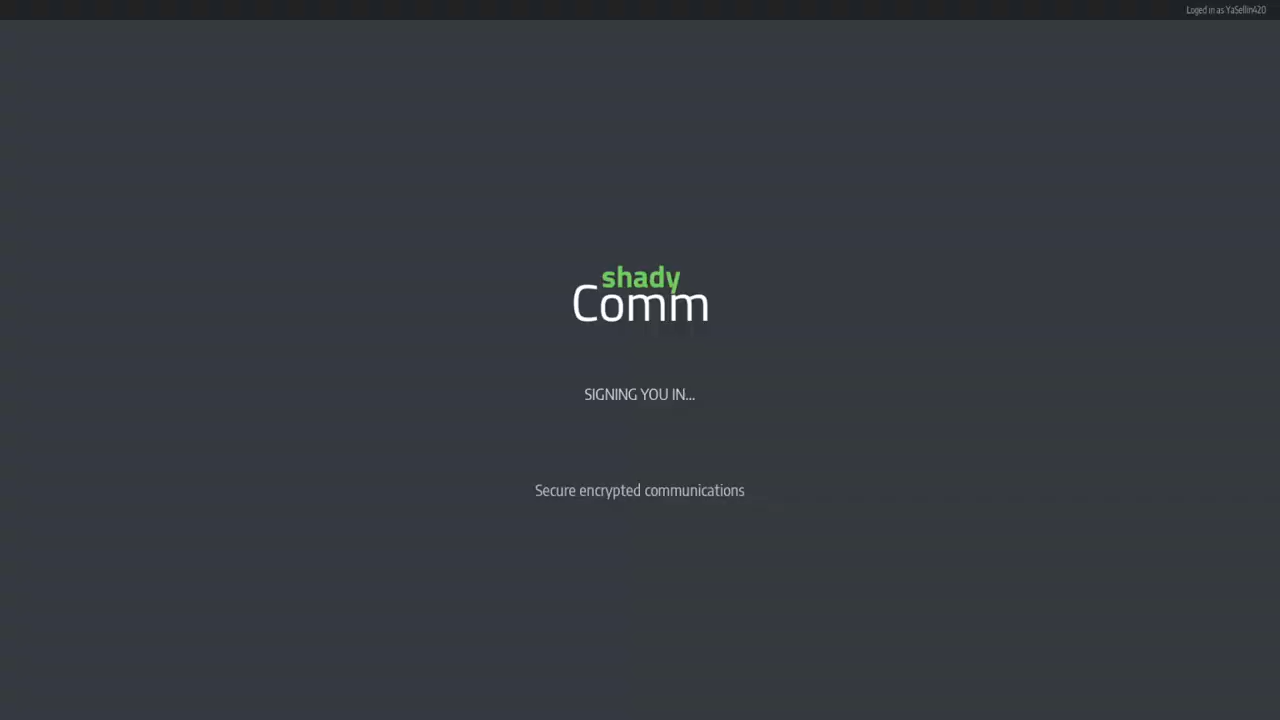 Loged in as YaSellin420
shady
Comm
SIGNING YOU IN...
Secure encrypted communications